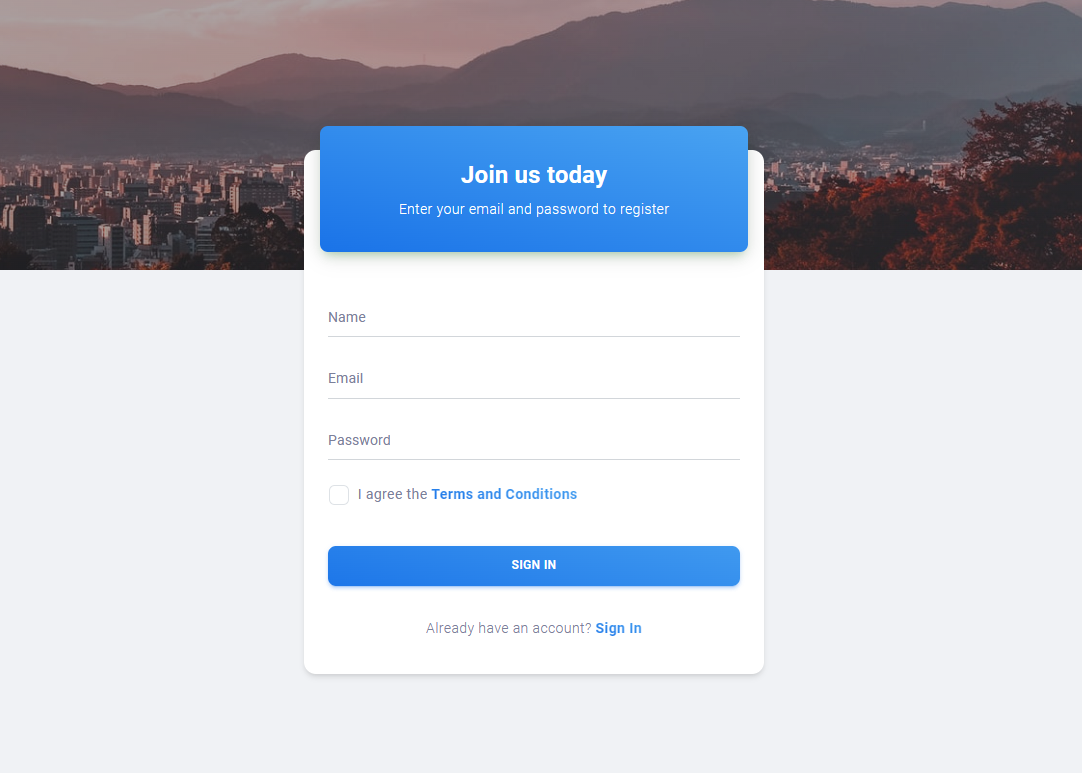 Join us today
Enter your email and password to register
Name
Email
Password
I agree the Terms and Conditions
SIGN IN
Already have an account? Sign In